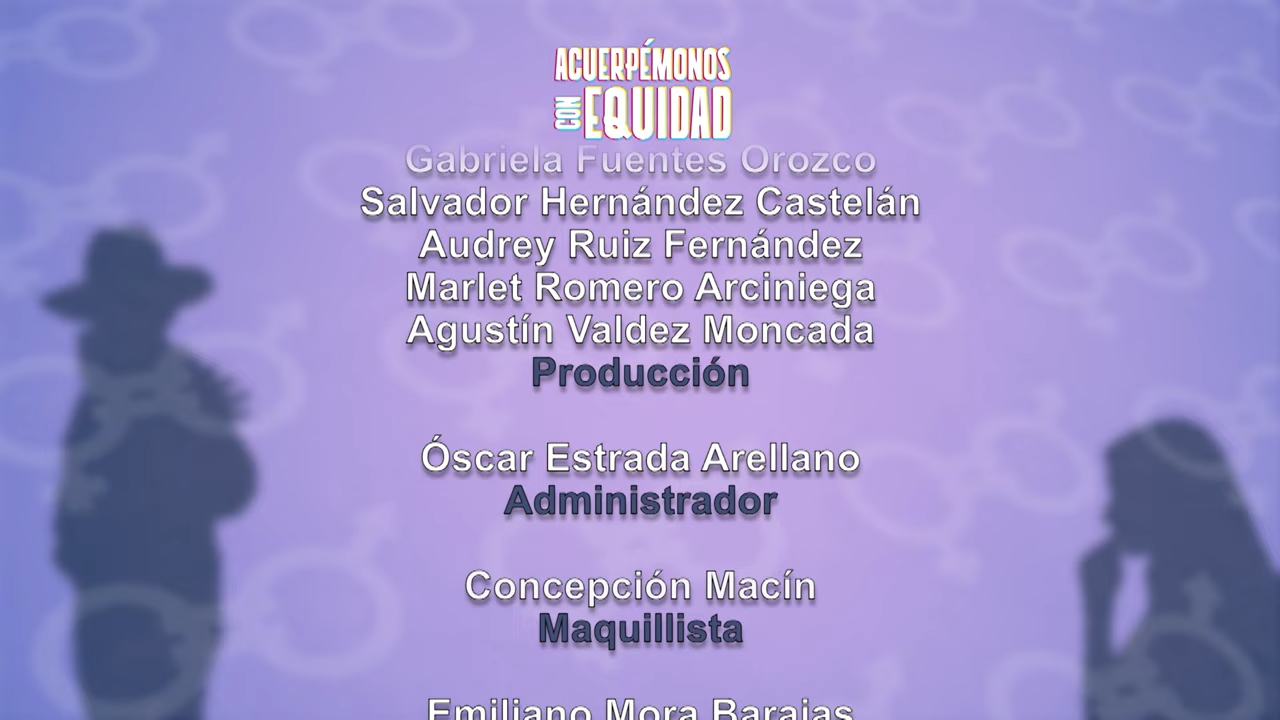 ACUERPÉMONOS
CON EQUIDAD
Gabriela Fuentes Orozco
Salvador Hernández Castelán
Audrey Ruiz Fernández
Marlet Romero Arciniega
Agustín Valdez Moncada
Producción
Óscar Estrada Arellano
Administrador
Concepción Macín
Maquillista
Emiliano Mora Barajas